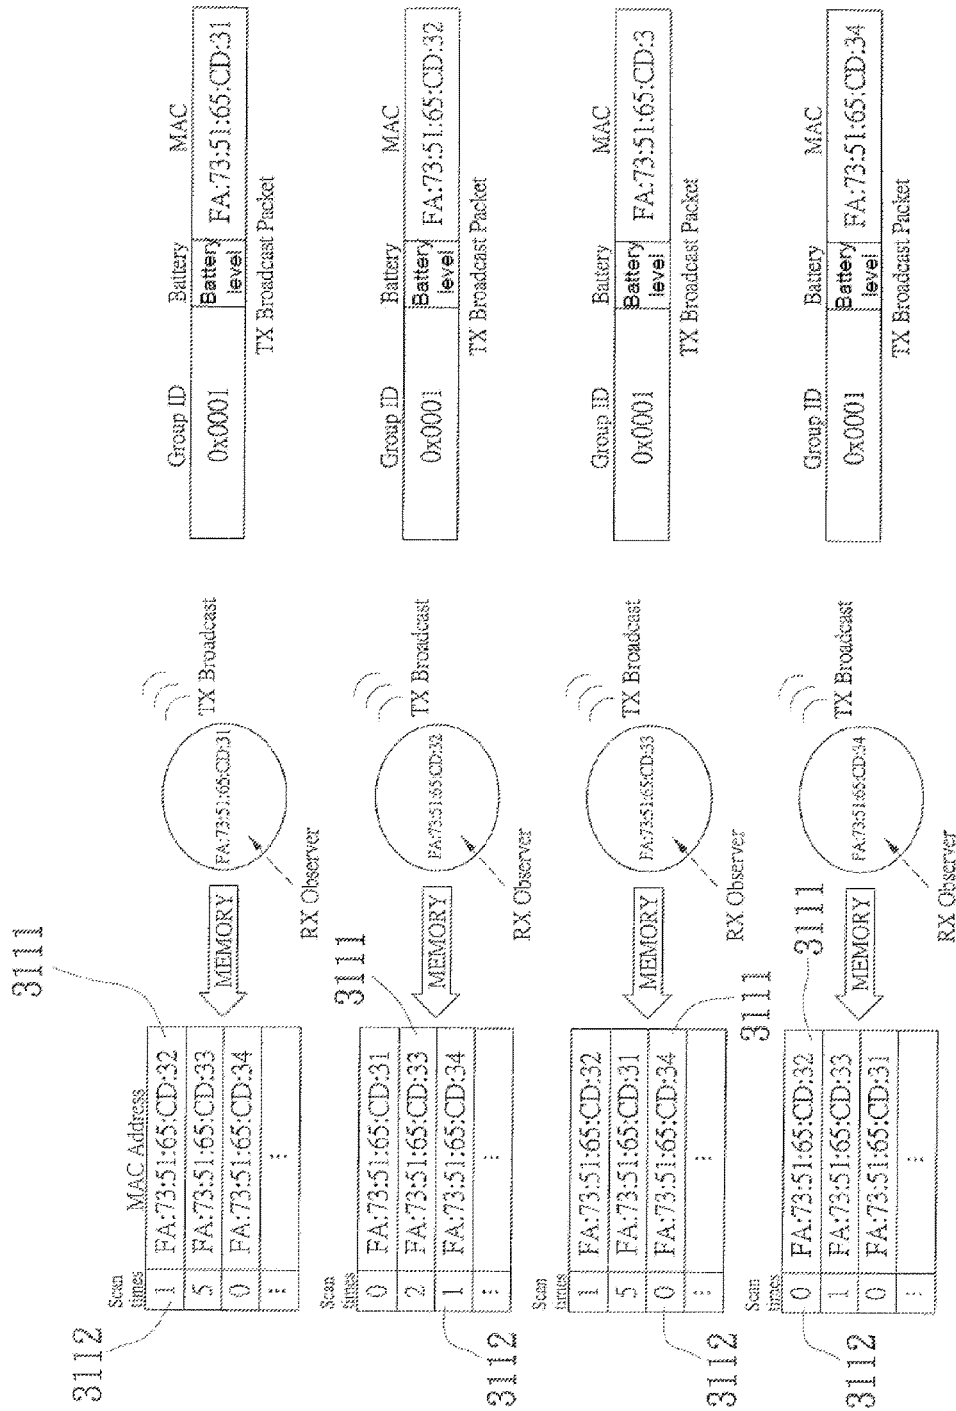 3111
Scan times
MAC Address
1 FA:73:51:65:CD:32
5 FA:73:51:65:CD:33
0 FA:73:51:65:CD:34
⋮ ⋮
3112
MEMORY
FA:73:51:65:CD:31
RX Observer
TX Broadcast
Group ID Battery MAC
0x0001 Battery level FA:73:51:65:CD:31
TX Broadcast Packet
3111
Scan times
0 FA:73:51:65:CD:31
2 FA:73:51:65:CD:33
1 FA:73:51:65:CD:34
⋮ ⋮
3112
MEMORY
FA:73:51:65:CD:32
RX Observer
TX Broadcast
Group ID Battery MAC
0x0001 Battery level FA:73:51:65:CD:32
TX Broadcast Packet
Scan times
1 FA:73:51:65:CD:32
5 FA:73:51:65:CD:31
0 FA:73:51:65:CD:34
⋮ ⋮
3112
3111
MEMORY
FA:73:51:65:CD:33
RX Observer
TX Broadcast
Group ID Battery MAC
0x0001 Battery level FA:73:51:65:CD:3
TX Broadcast Packet
3111
Scan times
0 FA:73:51:65:CD:32
1 FA:73:51:65:CD:33
0 FA:73:51:65:CD:31
⋮ ⋮
3112
MEMORY
FA:73:51:65:CD:34
RX Observer
TX Broadcast
Group ID Battery MAC
0x0001 Battery level FA:73:51:65:CD:34
TX Broadcast Packet